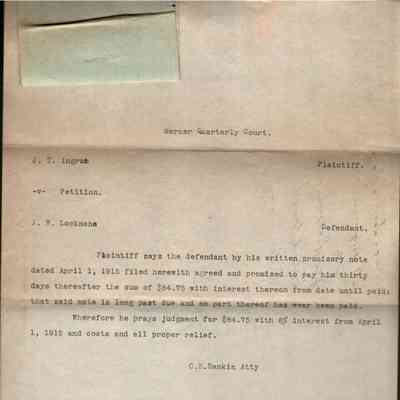 Mercer Quarterly Court.
J. T. Ingram Plaintiff.
-v- Petition.
J. R. Defendant.
Plaintiff says the defendant by his written promisory note
dated April 1, 1915 filed herewith agreed and promised to pay him thirty
days thereafter the sum of $64.75 with interest thereon from date until paid;
that said note is long past due and no part thereof has ever been paid.
Wherefore he prays judgment for $64.75 with 6% interest from April
1, 1915 and costs and all proper relief.
C.E.Rankin Atty